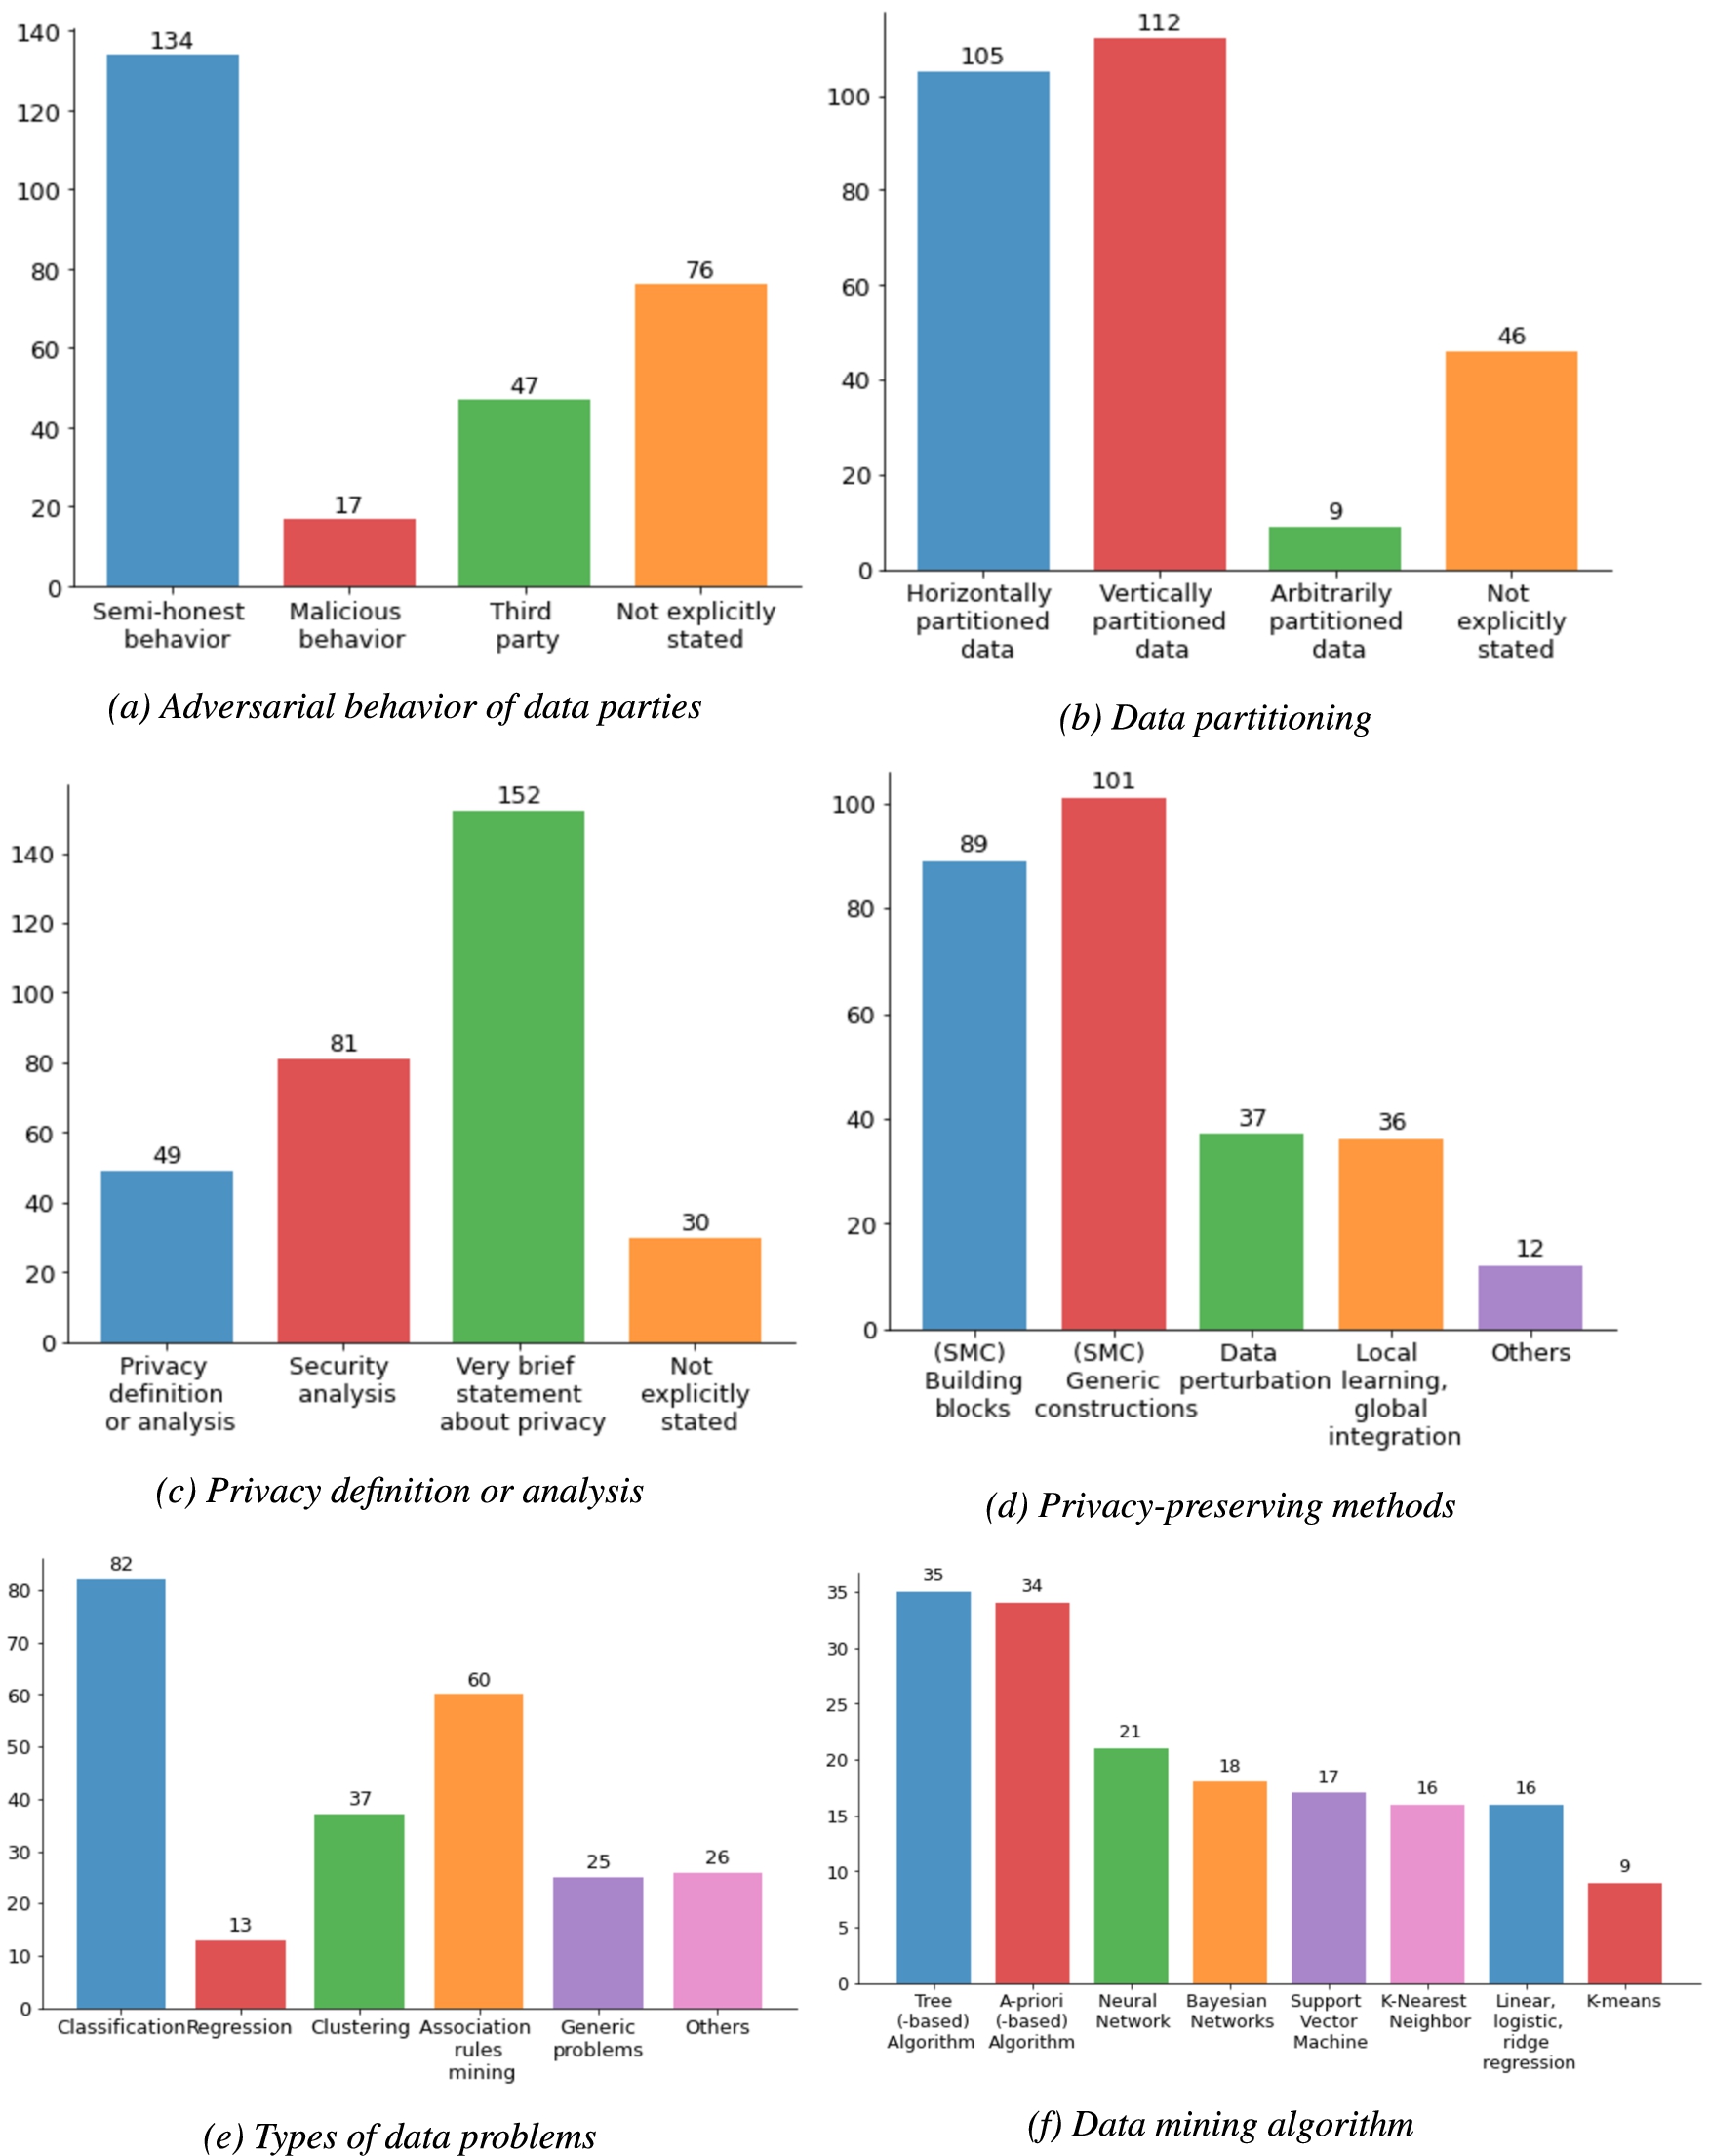 140
120
100
80
60
40
20
0
134
17
47
76
Semi-honest
behavior
Malicious
behavior
Third
party
Not explicitly
stated
(a) Adversarial behavior of data parties
100
80
60
40
20
0
105
112
9
46
Horizontally
partitioned
data
Vertically
partitioned
data
Arbitrarily
partitioned
data
Not
explicitly
stated
(b) Data partitioning
140
120
100
80
60
40
20
0
49
81
152
30
Privacy
definition
or analysis
Security
analysis
Very brief
statement
about privacy
Not
explicitly
stated
(c) Privacy definition or analysis
100
80
60
40
20
0
89
101
37
36
12
(SMC)
Building
blocks
(SMC)
Generic
constructions
Data
perturbation
Local
learning,
global
integration
Others
(d) Privacy-preserving methods
80
70
60
50
40
30
20
10
0
82
13
37
60
25
26
Classification
Regression
Clustering
Association
rules
mining
Generic
problems
Others
(e) Types of data problems
35
30
25
20
15
10
5
0
35
34
21
18
17
16
16
9
Tree
(-based)
Algorithm
A-priori
(-based)
Algorithm
Neural
Network
Bayesian
Networks
Support
Vector
Machine
K-Nearest
Neighbor
Linear,
logistic,
ridge
regression
K-means
(f) Data mining algorithm